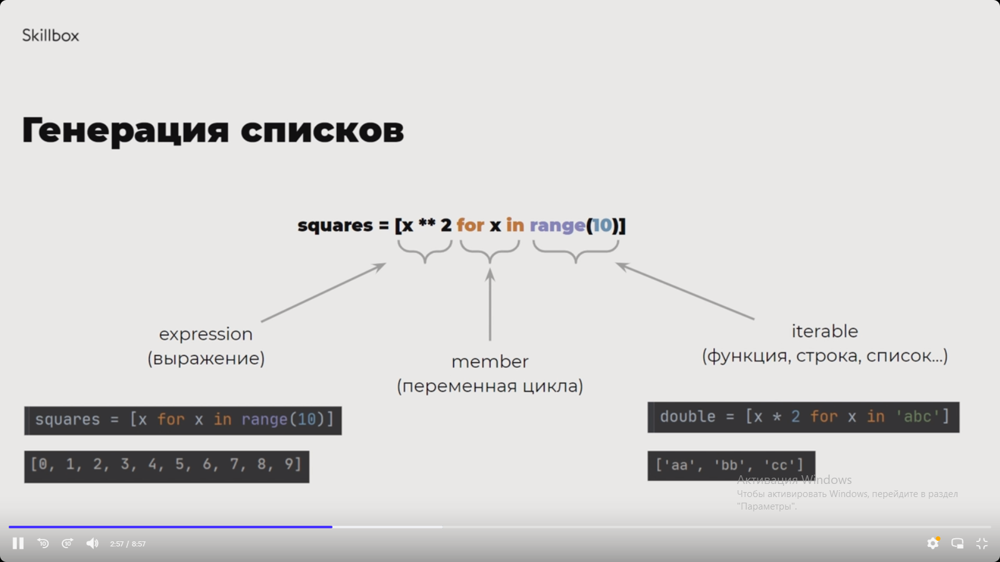 Skillbox
Генерация списков
squares = [x ** 2 for x in range(10)]
expression
(выражение)
member
(переменная цикла)
iterable
(функция, строка, список...)
squares = [x for x in range(10)]
[0, 1, 2, 3, 4, 5, 6, 7, 8, 9]
double = [x * 2 for x in 'abc']
['aa', 'bb', 'cc']
Активация Windows
Чтобы активировать Windows, перейдите в раздел
"Параметры".
10
10
2:57 / 8:57